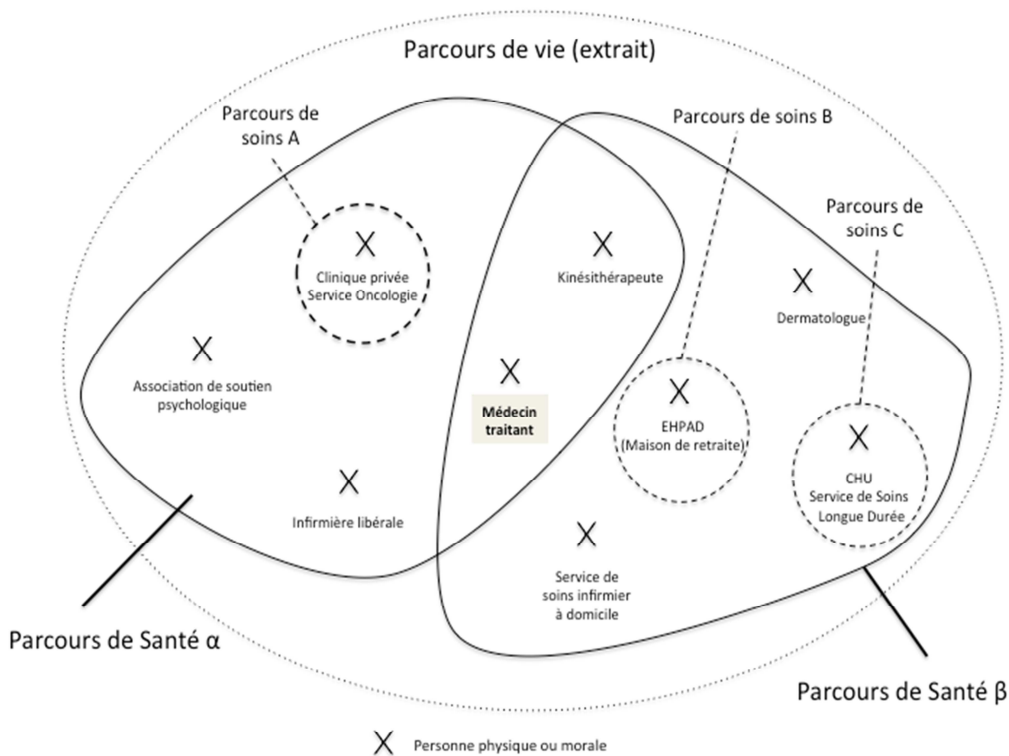 Parcours de vie (extrait)
Parcours de
soins A
Parcours de soins B
Parcours de
soins C
X
Clinique privée
Service Oncologie
X
Kinésithérapeute
X
Dermatologue
X
Association de soutien
psychologique
X
Médecin
traitant
X
EHPAD
(Maison de retraite)
X
CHU
Service de Soins
Longue Durée
X
Infirmière libérale
X
Service de
soins infirmier
à domicile
Parcours de Santé α
Parcours de Santé β
X Personne physique ou morale